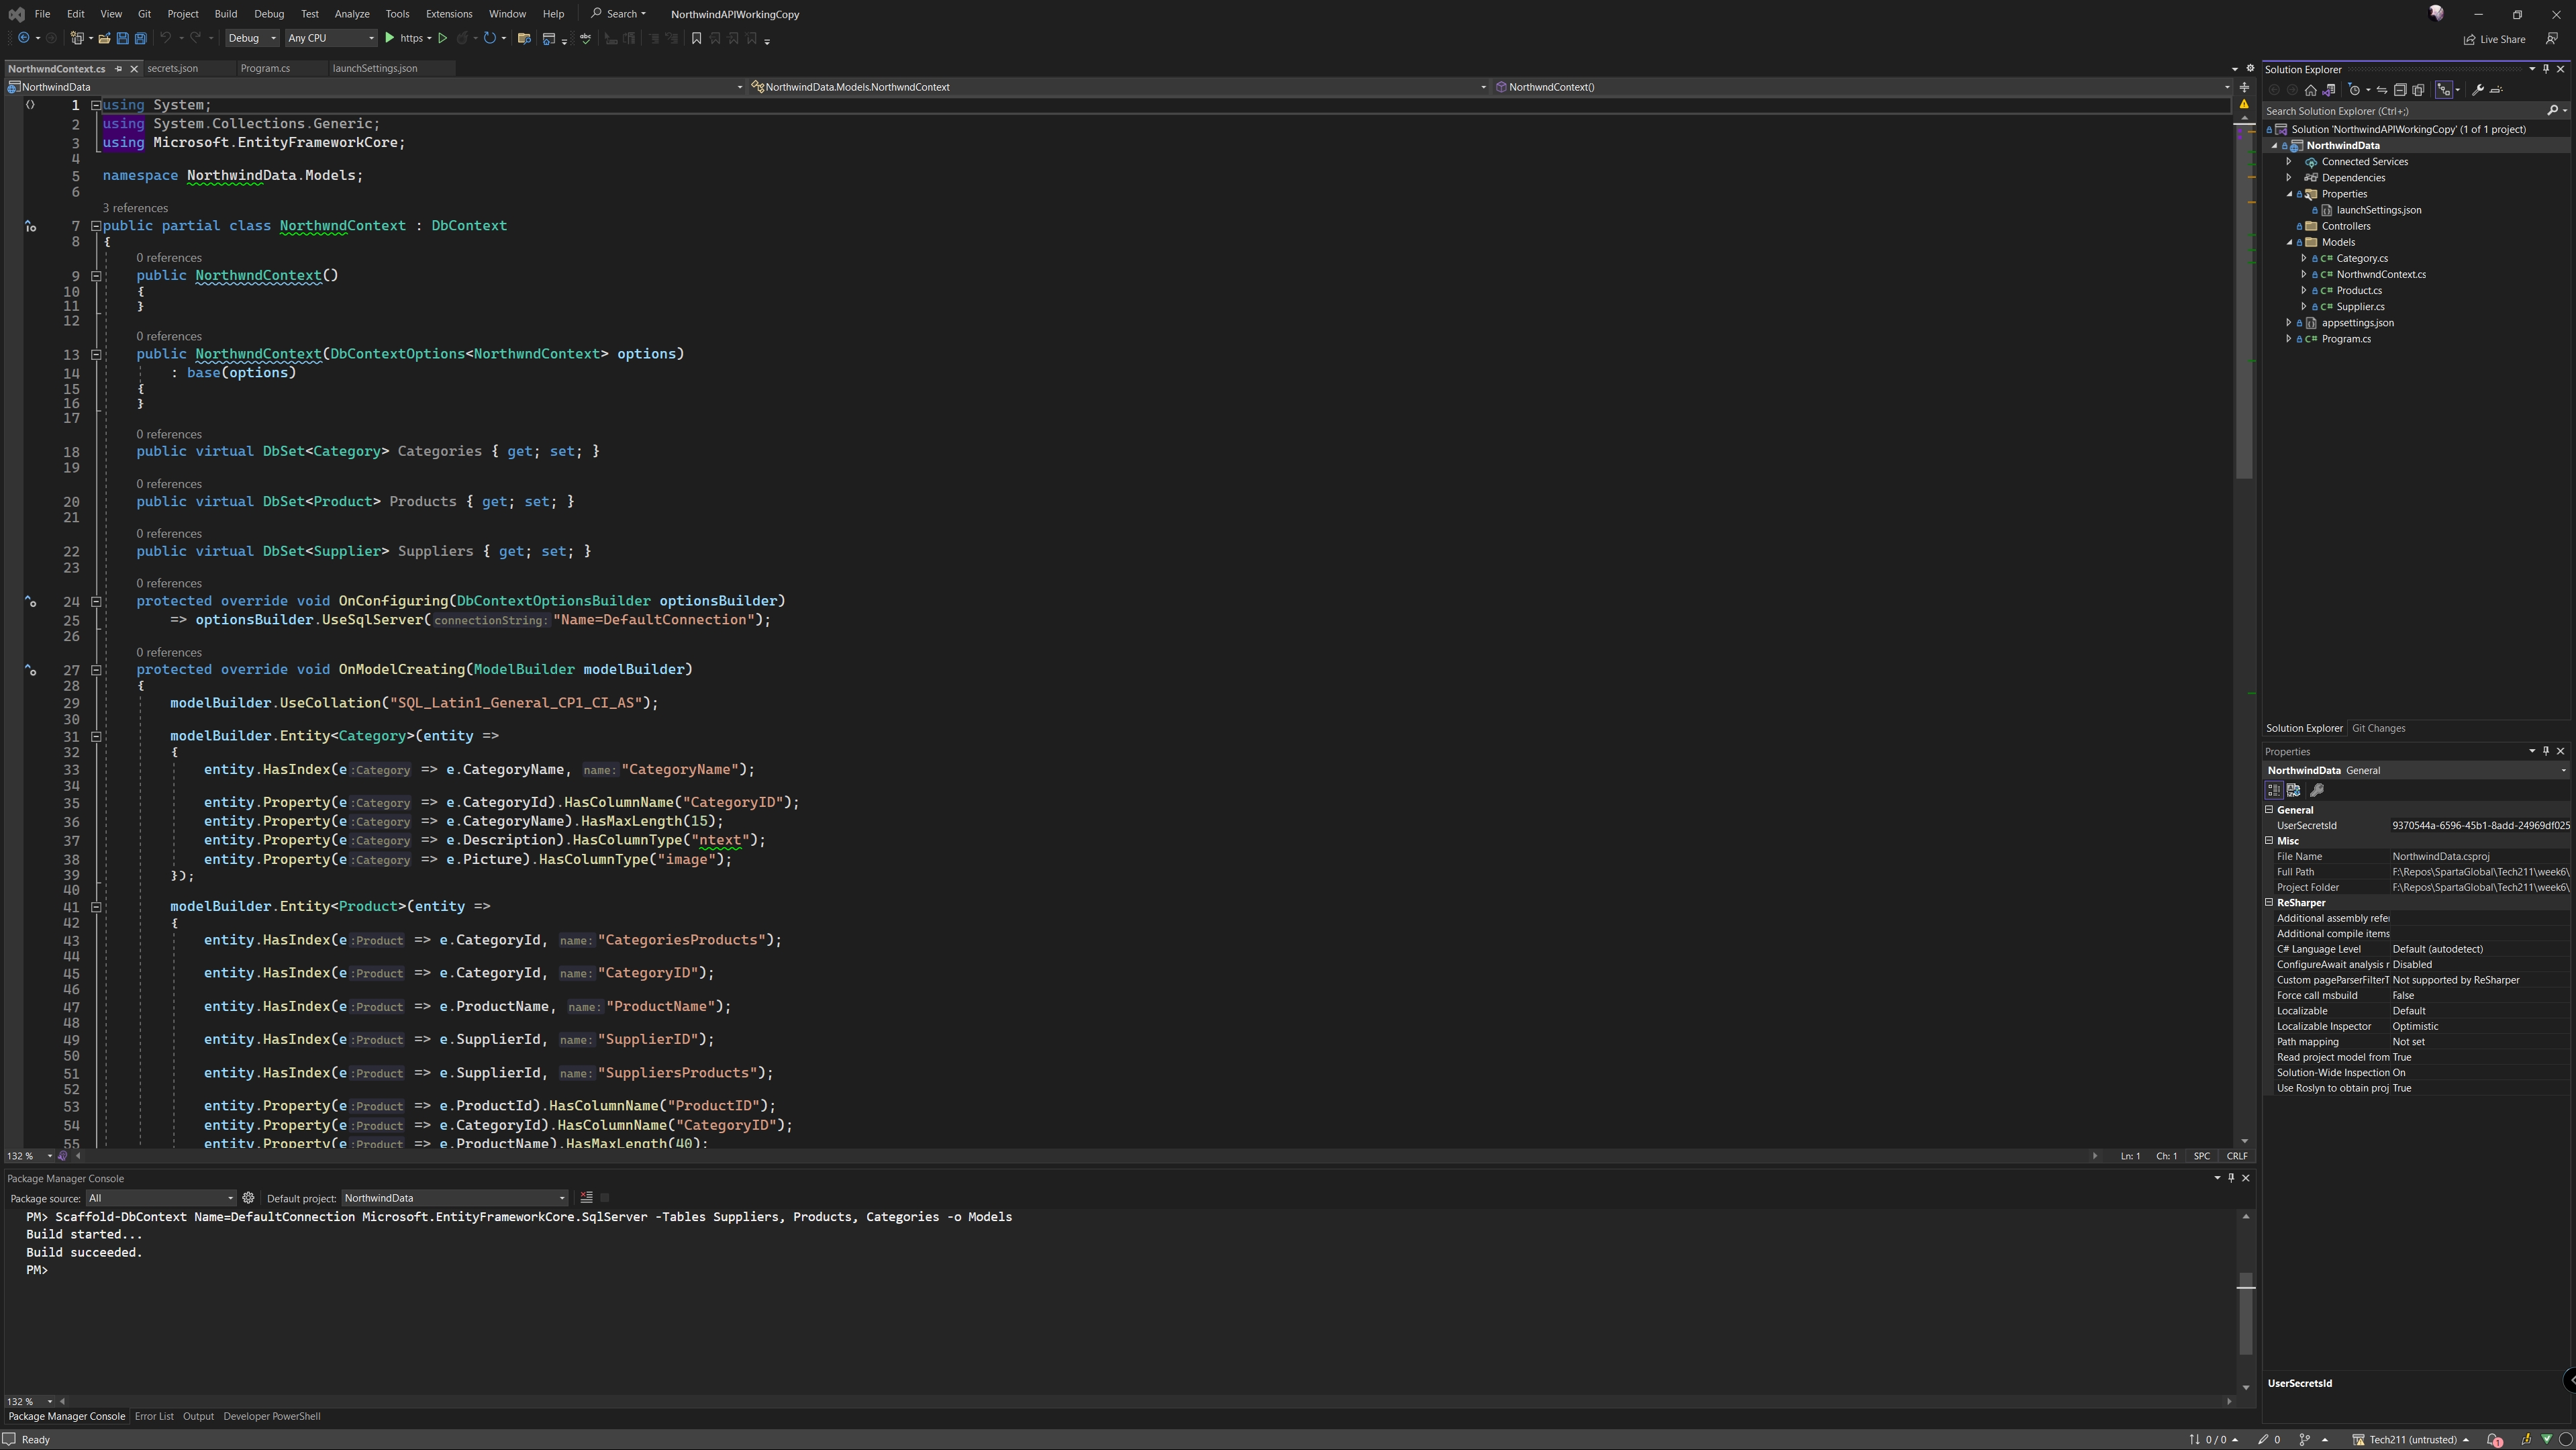 File Edit View Git Project Build Debug Test Analyze Tools Extensions Window Help Search NorthwindAPIWorkingCopy
Debug Any CPU https Live Share
NorthwndContext.cs secrets.json Program.cs launchSettings.json
NorthwindData NorthwindData.Models.NorthwndContext NorthwndContext()
1 using System;
2 using System.Collections.Generic;
3 using Microsoft.EntityFrameworkCore;
4
5 namespace NorthwindData.Models;
6
3 references
7 public partial class NorthwndContext : DbContext
8 {
0 references
9 public NorthwndContext()
10 {
11 }
12
0 references
13 public NorthwndContext(DbContextOptions<NorthwndContext> options)
14 : base(options)
15 {
16 }
17
0 references
18 public virtual DbSet<Category> Categories { get; set; }
19
0 references
20 public virtual DbSet<Product> Products { get; set; }
21
0 references
22 public virtual DbSet<Supplier> Suppliers { get; set; }
23
0 references
24 protected override void OnConfiguring(DbContextOptionsBuilder optionsBuilder)
25 => optionsBuilder.UseSqlServer(connectionString: "Name=DefaultConnection");
26
0 references
27 protected override void OnModelCreating(ModelBuilder modelBuilder)
28 {
29 modelBuilder.UseCollation("SQL_Latin1_General_CP1_CI_AS");
30
31 modelBuilder.Entity<Category>(entity =>
32 {
33 entity.HasIndex(e :Category => e.CategoryName, name: "CategoryName");
34
35 entity.Property(e :Category => e.CategoryId).HasColumnName("CategoryID");
36 entity.Property(e :Category => e.CategoryName).HasMaxLength(15);
37 entity.Property(e :Category => e.Description).HasColumnType("ntext");
38 entity.Property(e :Category => e.Picture).HasColumnType("image");
39 });
40
41 modelBuilder.Entity<Product>(entity =>
42 {
43 entity.HasIndex(e :Product => e.CategoryId, name: "CategoriesProducts");
44
45 entity.HasIndex(e :Product => e.CategoryId, name: "CategoryID");
46
47 entity.HasIndex(e :Product => e.ProductName, name: "ProductName");
48
49 entity.HasIndex(e :Product => e.SupplierId, name: "SupplierID");
50
51 entity.HasIndex(e :Product => e.SupplierId, name: "SuppliersProducts");
52
53 entity.Property(e :Product => e.ProductId).HasColumnName("ProductID");
54 entity.Property(e :Product => e.CategoryId).HasColumnName("CategoryID");
55 entity.Property(e :Product => e.ProductName).HasMaxLength(40);
132 % Ln: 1 Ch: 1 SPC CRLF
Package Manager Console
Package source: All Default project: NorthwindData
PM> Scaffold-DbContext Name=DefaultConnection Microsoft.EntityFrameworkCore.SqlServer -Tables Suppliers, Products, Categories -o Models
Build started...
Build succeeded.
PM>
132 %
Package Manager Console Error List Output Developer PowerShell
Solution Explorer
Search Solution Explorer (Ctrl+;)
Solution 'NorthwindAPIWorkingCopy' (1 of 1 project)
NorthwindData
Connected Services
Dependencies
Properties
launchSettings.json
Controllers
Models
C# Category.cs
C# NorthwndContext.cs
C# Product.cs
C# Supplier.cs
appsettings.json
C# Program.cs
Solution Explorer Git Changes
Properties
NorthwindData General
General
UserSecretsId 9370544a-6596-45b1-8add-24969df025
Misc
File Name NorthwindData.csproj
Full Path F:\Repos\SpartaGlobal\Tech211\week6\
Project Folder F:\Repos\SpartaGlobal\Tech211\week6\
ReSharper
Additional assembly refe
Additional compile items
C# Language Level Default (autodetect)
ConfigureAwait analysis r Disabled
Custom pageParserFilterT Not supported by ReSharper
Force call msbuild False
Localizable Default
Localizable Inspector Optimistic
Path mapping Not set
Read project model from True
Solution-Wide Inspection On
Use Roslyn to obtain proj True
UserSecretsId
Ready 0 / 0 0 Tech211 (untrusted) 1